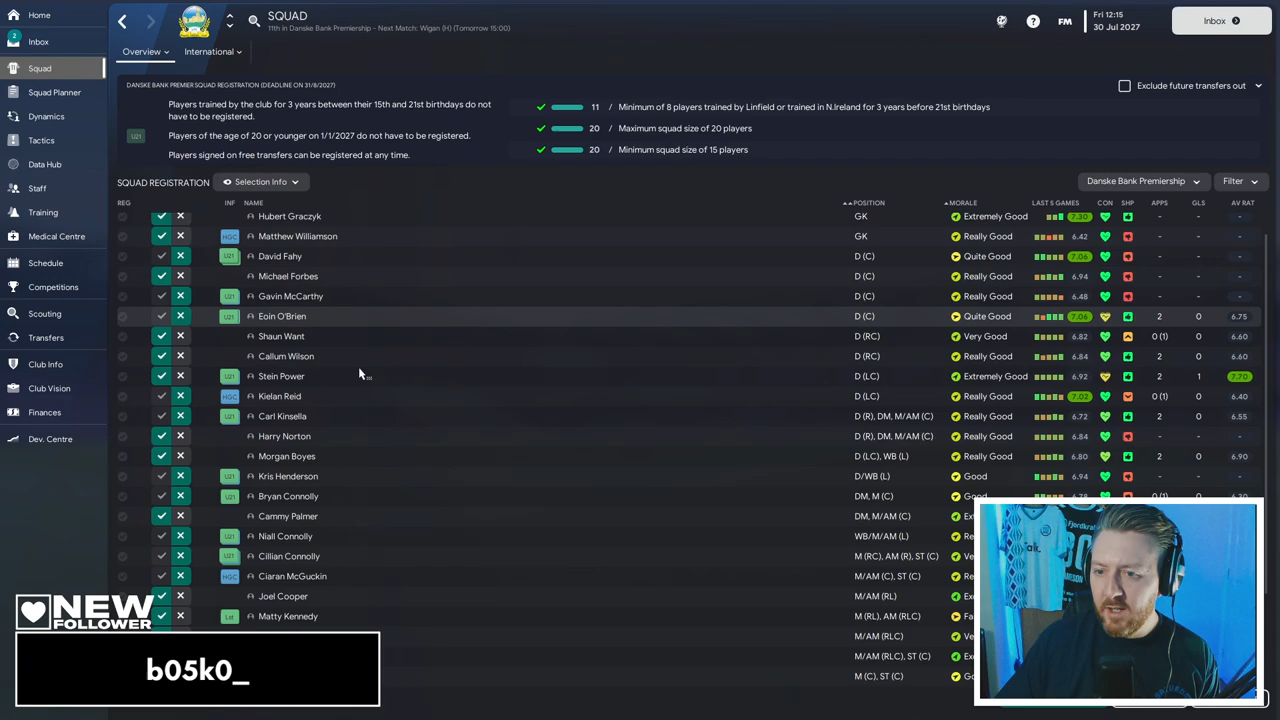 Home
2
Inbox
Squad
Squad Planner
Dynamics
Tactics
Data Hub
Staff
Training
Medical Centre
Schedule
Competitions
Scouting
Transfers
Club Info
Club Vision
Finances
Dev. Centre
SQUAD
11th in Danske Bank Premiership - Next Match: Wigan (H) (Tomorrow 15:00)
FM
Fri 12:15
30 Jul 2027
Inbox
Overview
International
DANSKE BANK PREMIER SQUAD REGISTRATION (DEADLINE ON 31/8/2027)
Exclude future transfers out
Players trained by the club for 3 years between their 15th and 21st birthdays do not
have to be registered.
U21
Players of the age of 20 or younger on 1/1/2027 do not have to be registered.
Players signed on free transfers can be registered at any time.
11 / Minimum of 8 players trained by Linfield or trained in N.Ireland for 3 years before 21st birthdays
20 / Maximum squad size of 20 players
20 / Minimum squad size of 15 players
SQUAD REGISTRATION
Selection Info
Danske Bank Premiership
Filter
REG INF NAME POSITION MORALE LAST 5 GAMES CON SHP APPS GLS AV RAT
Hubert Graczyk GK Extremely Good 7.30 - - -
HGC Matthew Williamson GK Really Good 6.42 - - -
U21 David Fahy D (C) Quite Good 7.06 - - -
Michael Forbes D (C) Really Good 6.94 - - -
U21 Gavin McCarthy D (C) Really Good 6.48 - - -
U21 Eoin O'Brien D (C) Quite Good 7.06 2 0 6.75
Shaun Want D (RC) Very Good 6.82 0 (1) 0 6.60
Callum Wilson D (RC) Really Good 6.84 2 0 6.60
U21 Stein Power D (LC) Extremely Good 6.92 2 1 7.70
HGC Kielan Reid D (LC) Really Good 7.02 0 (1) 0 6.40
U21 Carl Kinsella D (R), DM, M/AM (C) Really Good 6.72 2 0 6.55
Harry Norton D (R), DM, M/AM (C) Really Good 6.84 - - -
Morgan Boyes D (LC), WB (L) Really Good 6.80 2 0 6.90
U21 Kris Henderson D/WB (L) Good - - -
U21 Bryan Connolly DM, M (C) Good
Cammy Palmer DM, M/AM (C)
U21 Niall Connolly WB/M/AM (L)
U21 Cillian Connolly M (RC), AM (R), ST (C)
HGC Ciaran McGuckin M/AM (C), ST (C)
Joel Cooper M/AM (RL)
Lst Matty Kennedy M (RL), AM (RLC)
M/AM (RLC)
M/AM (RLC), ST (C)
M (C), ST (C)
NEW
FOLLOWER
b05k0_